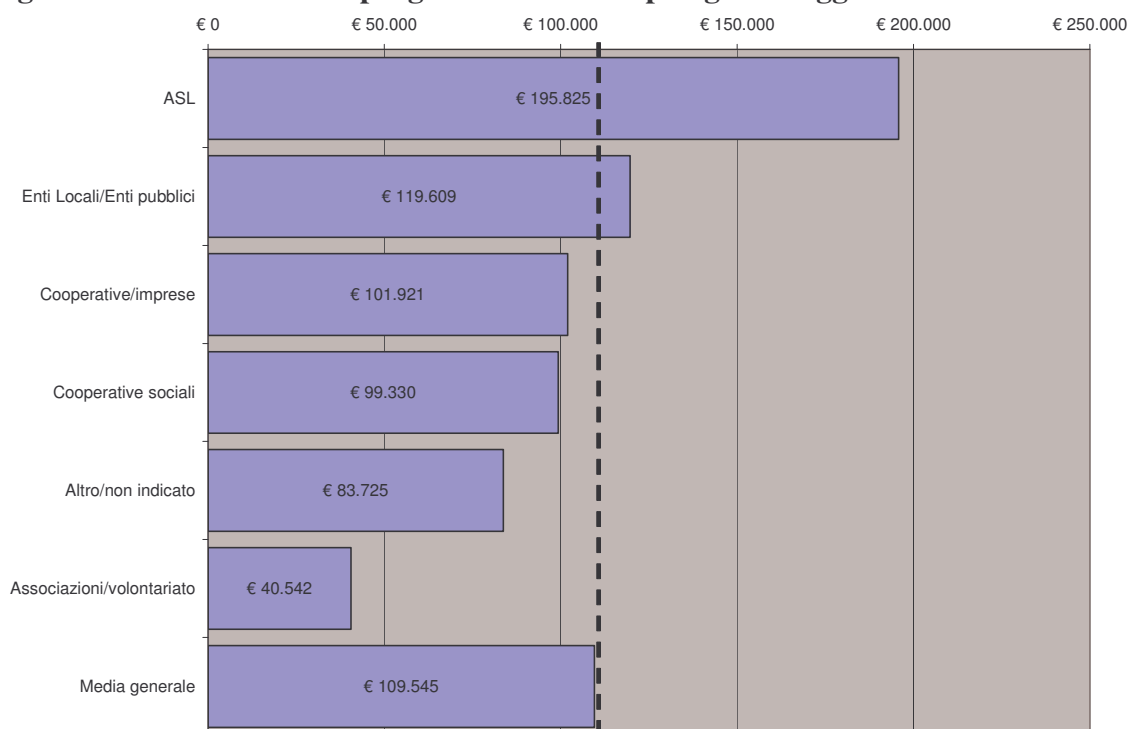 € 0 € 50.000 € 100.000 € 150.000 € 200.000 € 250.000
ASL € 195.825
Enti Locali/Enti pubblici € 119.609
Cooperative/imprese € 101.921
Cooperative sociali € 99.330
Altro/non indicato € 83.725
Associazioni/volontariato € 40.542
Media generale € 109.545